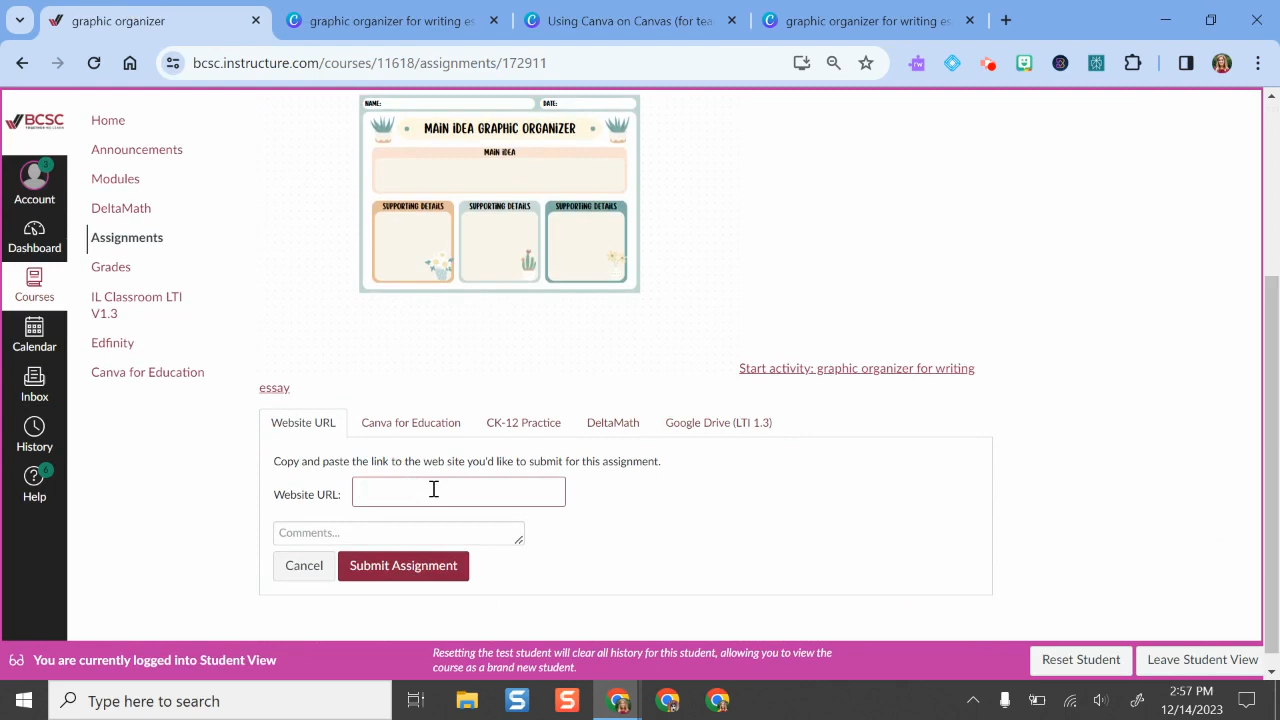 graphic organizer for writing
graphic organizer for writing es
Canva for Education (for teach
graphic organizer for writing es
bcsc.instructure.com/courses/11618/assignments/172911
BCSC
Account
3
Dashboard
Courses
Calendar
Inbox
History
Help
6
Home
Announcements
Modules
DeltaMath
Assignments
Grades
IL Classroom LTI
V1.3
Edfinity
Canva for Education
NAME: DATE:
MAIN IDEA GRAPHIC ORGANIZER
MAIN IDEA
SUPPORTING DETAILS SUPPORTING DETAILS SUPPORTING DETAILS
Start activity: graphic organizer for writing
essay
Website URL Canva for Education CK-12 Practice DeltaMath Google Drive (LTI 1.3)
Copy and paste the link to the web site you'd like to submit for this assignment.
Website URL:
Comments...
Cancel Submit Assignment
You are currently logged into Student View
Resetting the test student will clear all history for this student, allowing you to view the
course as a brand new student.
Reset Student Leave Student View
Type here to search
2:57 PM
12/14/2023